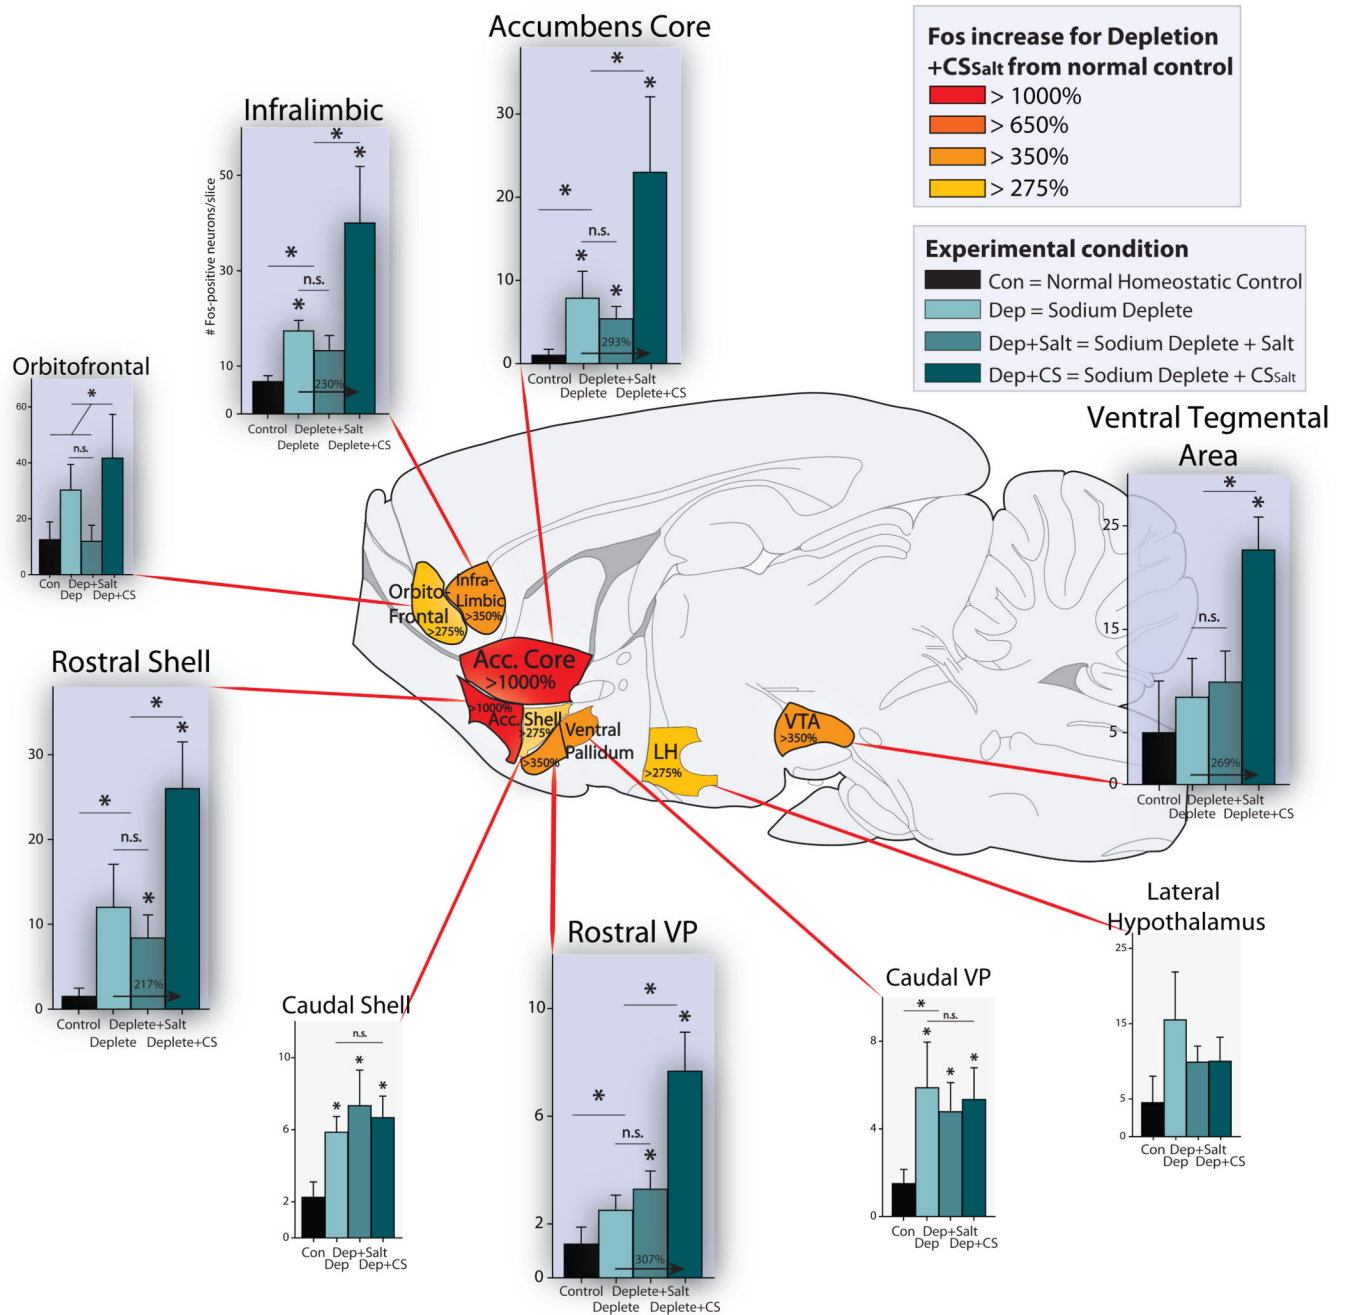 Accumbens Core
*
*
30
20
*
n.s.
*
10
*
293%
0
Control Deplete+Salt
Deplete Deplete+CS
Fos increase for Depletion
+CSSalt from normal control
> 1000%
> 650%
> 350%
> 275%
Experimental condition
Con = Normal Homeostatic Control
Dep = Sodium Deplete
Dep+Salt = Sodium Deplete + Salt
Dep+CS = Sodium Deplete + CSSalt
Infralimbic
# Fos-positive neurons/slice
*
*
50
*
30
n.s.
*
10
230%
0
Control Deplete+Salt
Deplete Deplete+CS
Orbitofrontal
60
*
n.s.
40
20
0
Con Dep+Salt
Dep Dep+CS
Ventral Tegmental
Area
*
*
25
15
n.s.
5
269%
0
Control Deplete+Salt
Deplete Deplete+CS
Orbito-
Frontal
>275%
Infra-
Limbic
>350%
Acc. Core
>1000%
>1000%
Acc. Shell
>275%
Ventral
Pallidum
>350%
LH
>275%
VTA
>350%
Rostral Shell
*
*
30
*
20
n.s.
*
10
217%
0
Control Deplete+Salt
Deplete Deplete+CS
Caudal Shell
n.s.
10
*
*
*
6
2
0
Con Dep+Salt
Dep Dep+CS
Rostral VP
10
*
*
*
6
n.s.
*
2
307%
0
Control Deplete+Salt
Deplete Deplete+CS
Caudal VP
*
n.s.
8
*
*
*
4
0
Con Dep+Salt
Dep Dep+CS
Lateral
Hypothalamus
25
15
5
0
Con Dep+Salt
Dep Dep+CS